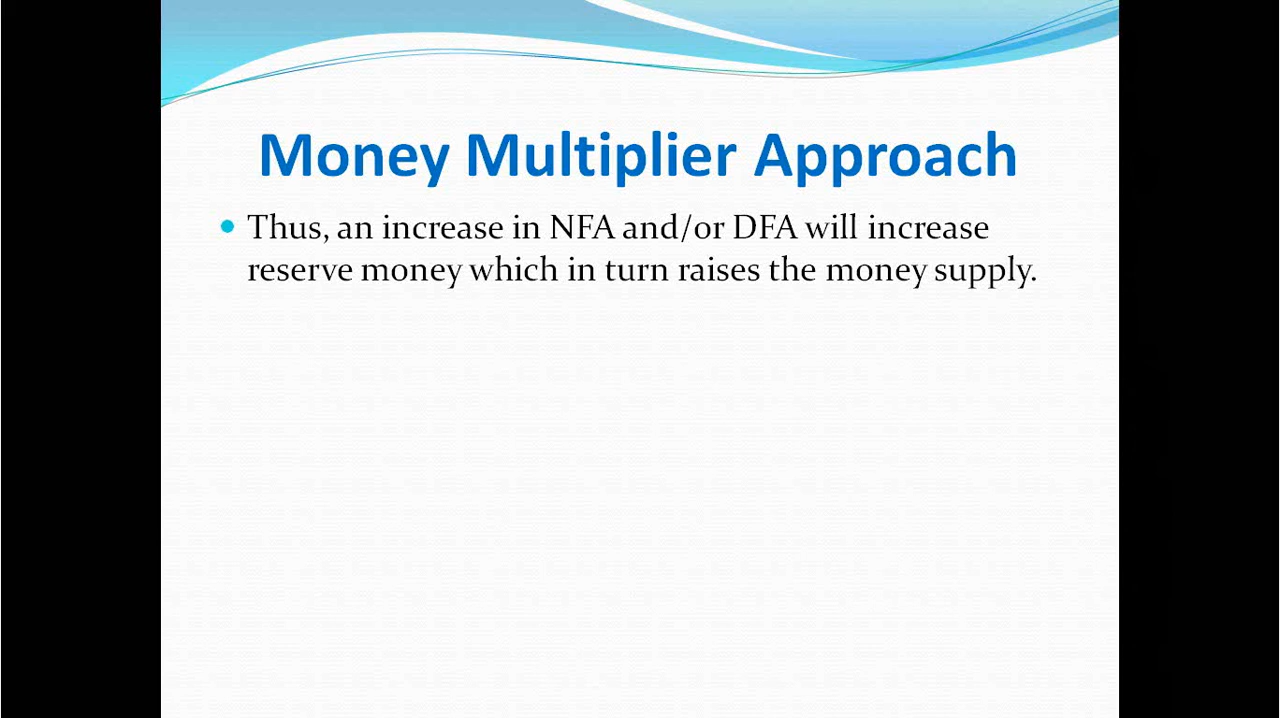 Money Multiplier Approach
Thus, an increase in NFA and/or DFA will increase
reserve money which in turn raises the money supply.